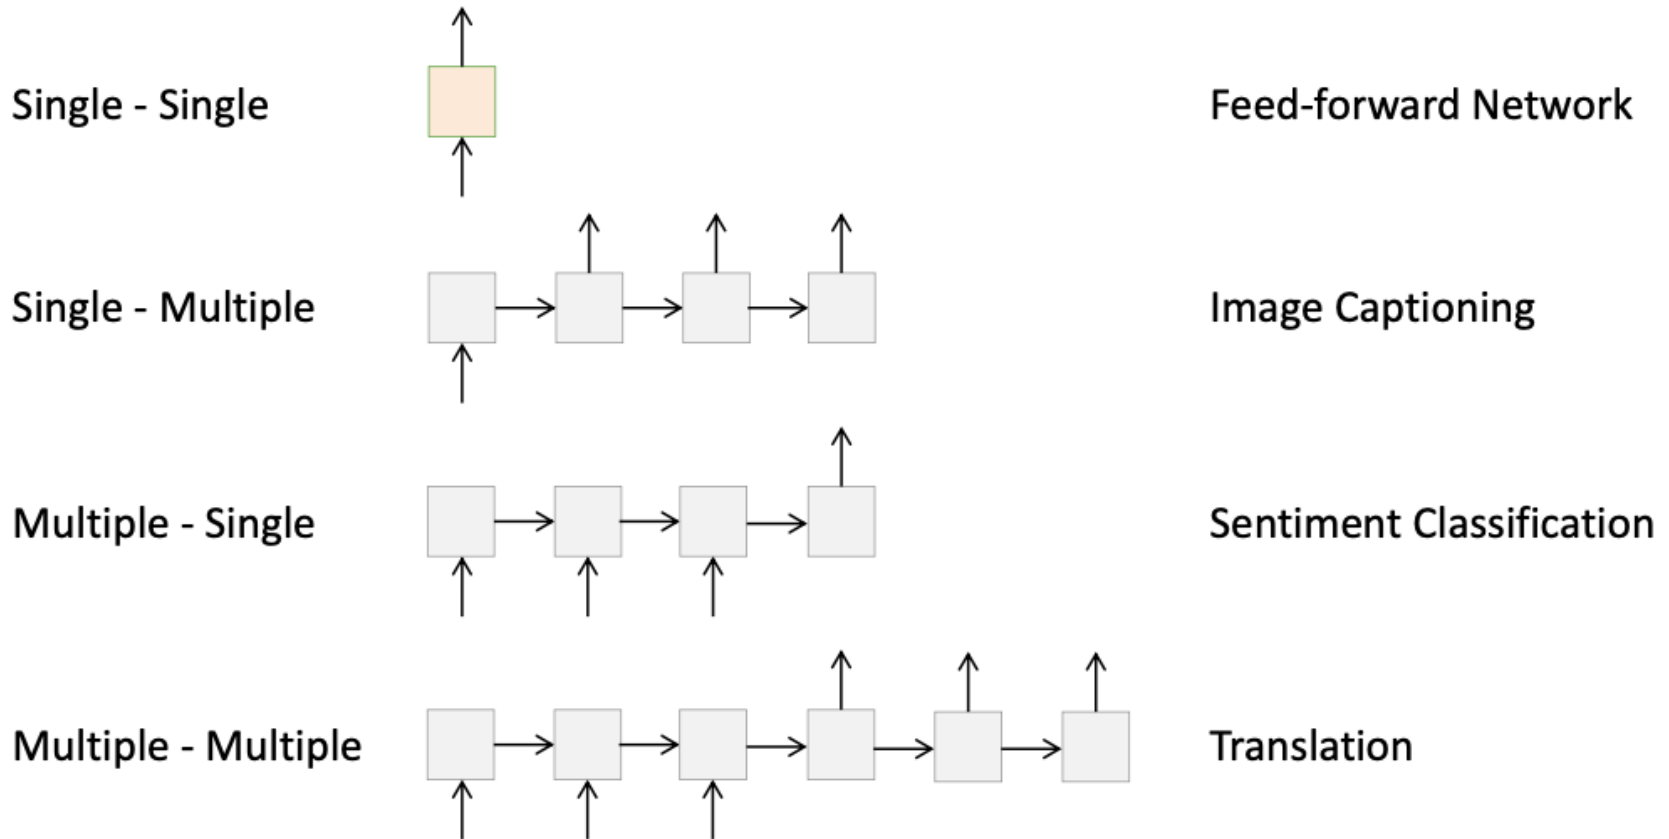 Single - Single
Feed-forward Network
Single - Multiple
Image Captioning
Multiple - Single
Sentiment Classification
Multiple - Multiple
Translation